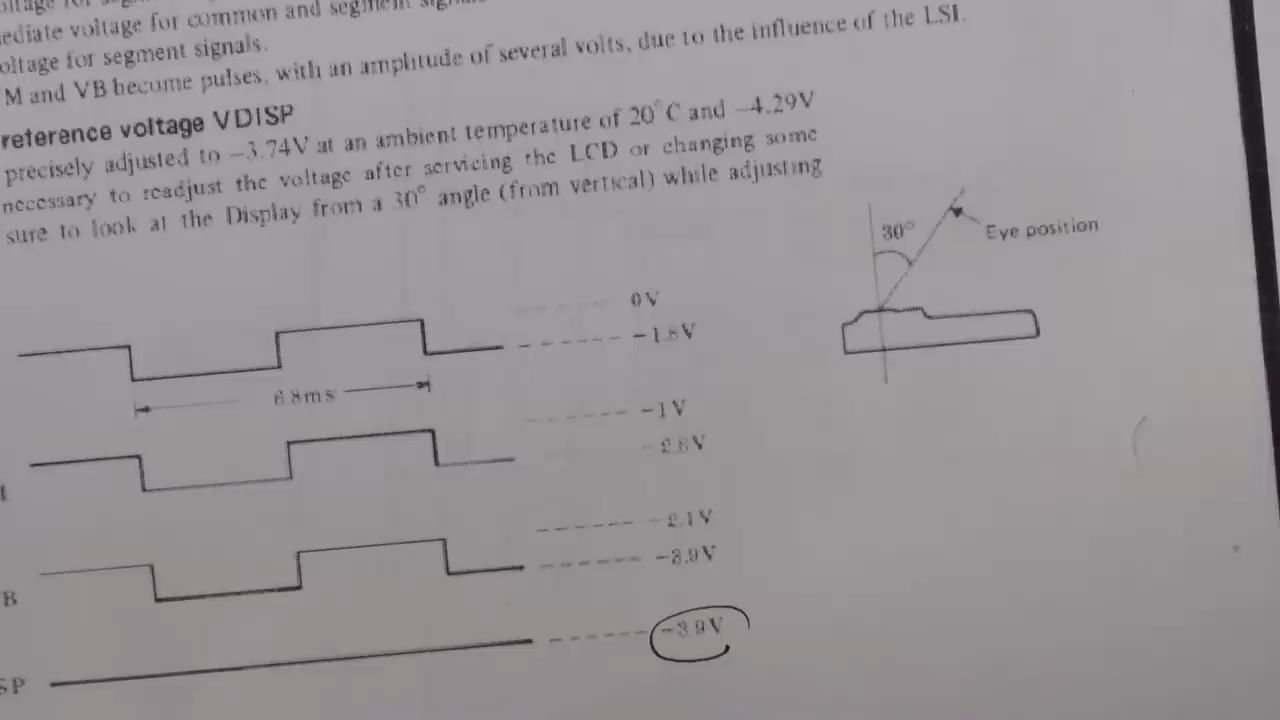 ediate voltage for common and segment signals
oltage for segment signals.
M and VB become pulses, with an amplitude of several volts, due to the influence of the LSI.
reference voltage VDISP
precisely adjusted to −3.74V at an ambient temperature of 20°C and −4.29V
necessary to readjust the voltage after servicing the LCD or changing some
sure to look at the Display from a 30° angle (from vertical) while adjusting
30°
Eye position
0V
−1.8V
6.8ms
−1V
−2.8V
−2.1V
−3.9V
B
−3.9V
SP